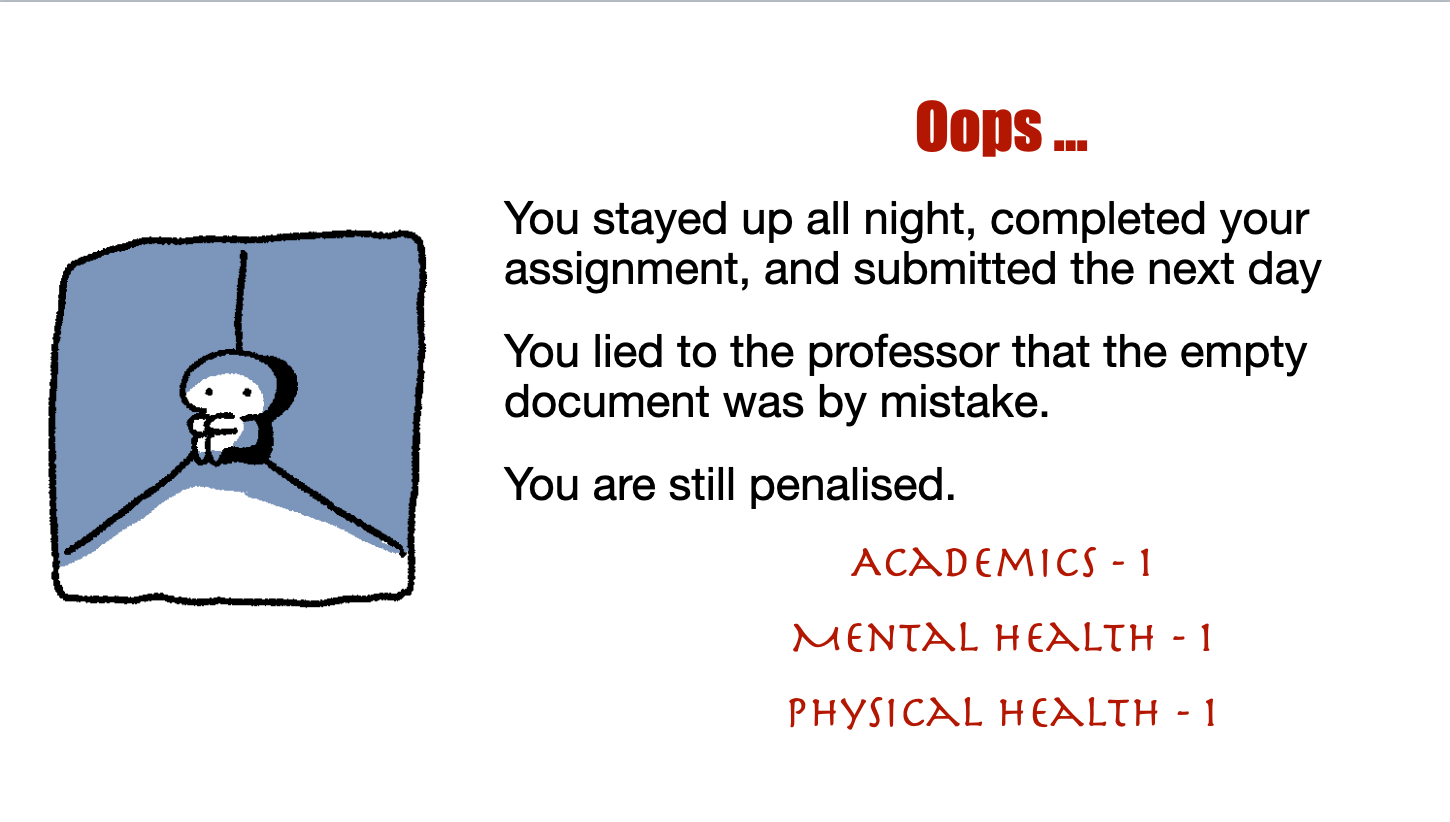 Oops ...
You stayed up all night, completed your
assignment, and submitted the next day
You lied to the professor that the empty
document was by mistake.
You are still penalised.
Academics - 1
Mental health - 1
Physical health - 1